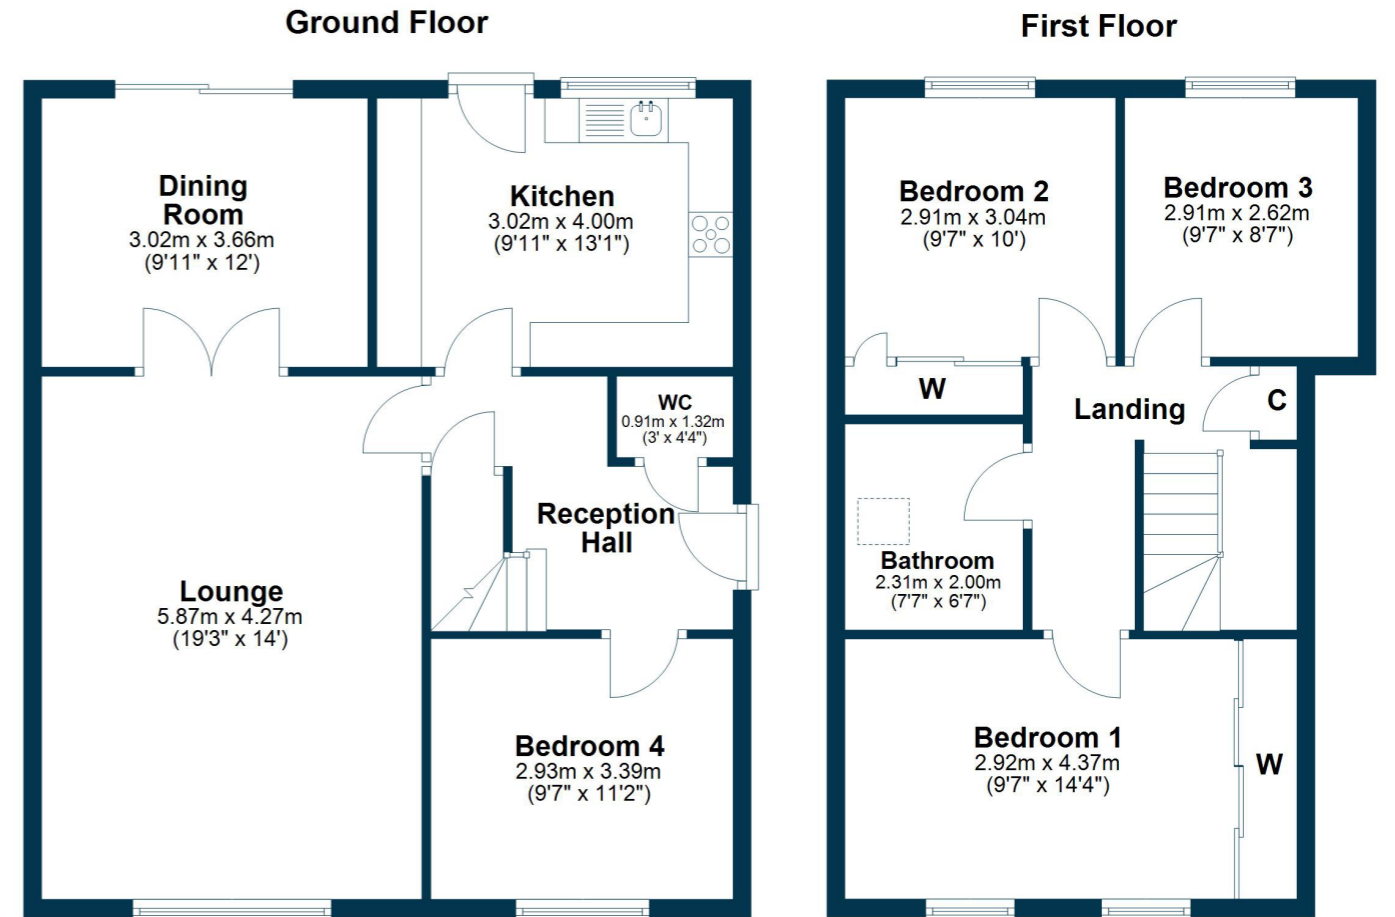 Ground Floor
Dining
Room
3.02m x 3.66m
(9'11" x 12')
Kitchen
3.02m x 4.00m
(9'11" x 13'1")
WC
0.91m x 1.32m
(3' x 4'4")
Reception
Hall
Lounge
5.87m x 4.27m
(19'3" x 14')
Bedroom 4
2.93m x 3.39m
(9'7" x 11'2")
First Floor
Bedroom 2
2.91m x 3.04m
(9'7" x 10')
Bedroom 3
2.91m x 2.62m
(9'7" x 8'7")
W
Landing
C
Bathroom
2.31m x 2.00m
(7'7" x 6'7")
Bedroom 1
2.92m x 4.37m
(9'7" x 14'4")
W